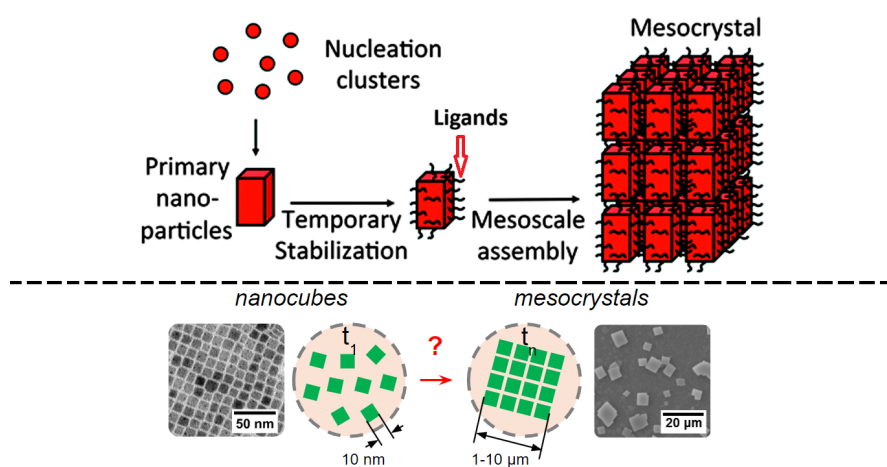 Mesocrystal
Nucleation
clusters
Ligands
Primary
nano-
particles
Temporary
Stabilization
Mesoscale
assembly
nanocubes
mesocrystals
t1
?
tn
50 nm
10 nm
1-10 µm
20 µm